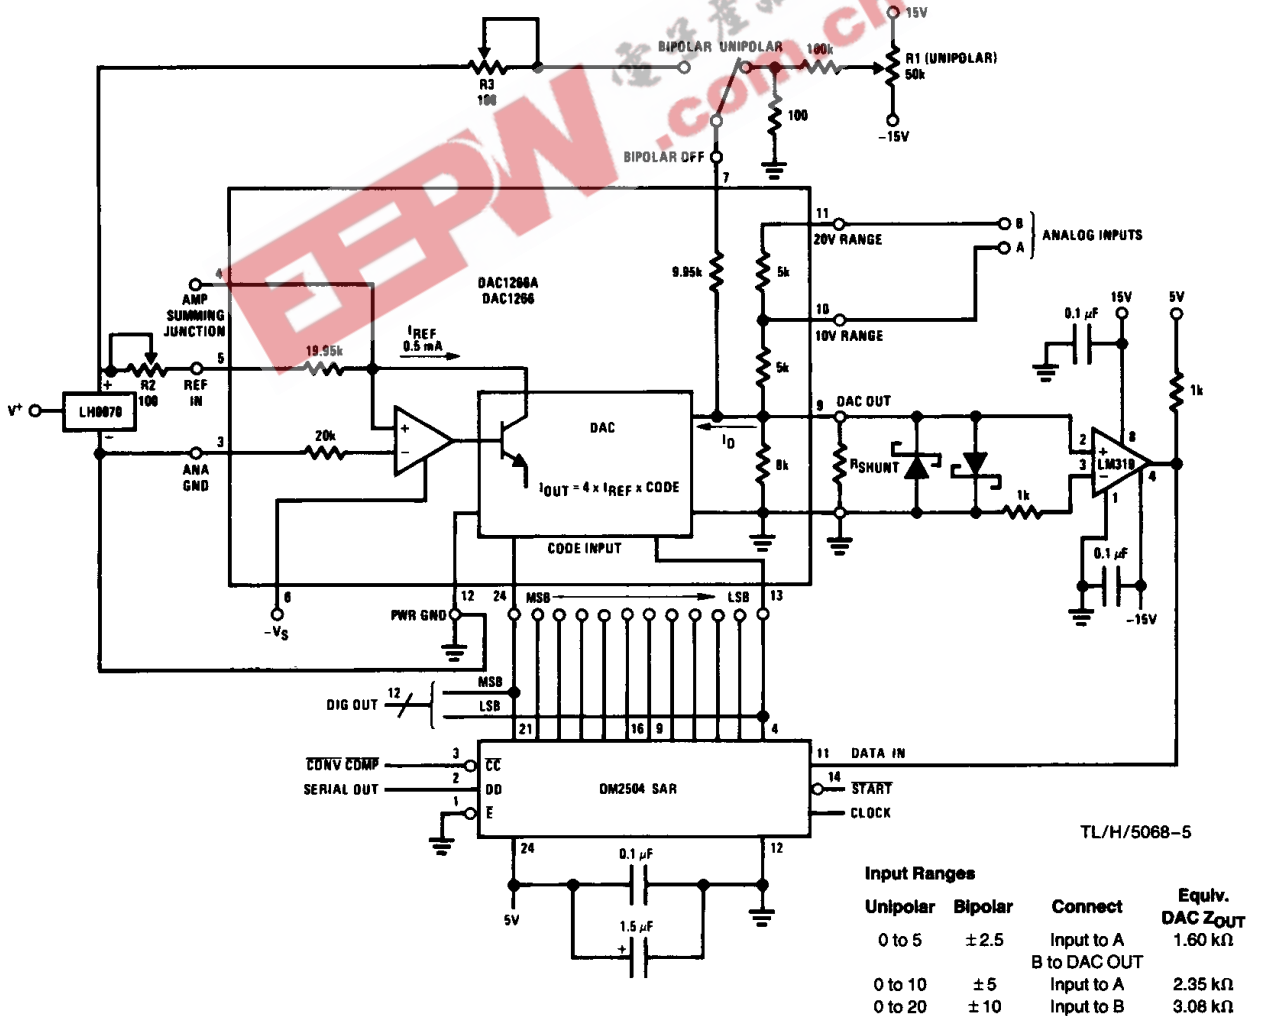 15V
BIPOLAR UNIPOLAR
100k
R1 (UNIPOLAR)
50k
R3
100
100
-15V
BIPOLAR OFF
7
EEPW
.com.cn
電子產品
11
20V RANGE
B
A
ANALOG INPUTS
4
AMP
SUMMING
JUNCTION
DAC1266A
DAC1266
9.95k
5k
10
10V RANGE
15V
5V
0.1 µF
IREF
0.5 mA
5
19.95k
R2
100
REF
IN
5k
1k
V+
+
LH0070
-
3
ANA
GND
20k
+
-
DAC
IOUT = 4 x IREF x CODE
ID
9
DAC OUT
8k
RSHUNT
2
3
+
-
LM319
8
4
1
1k
0.1 µF
-15V
CODE INPUT
6
-VS
12
PWR GND
24
MSB
LSB
13
DIG OUT
12
MSB
LSB
21
16
9
4
CONV COMP
3
CC
SERIAL OUT
2
DO
1
E
DM2504 SAR
11
DATA IN
14
START
CLOCK
24
12
0.1 µF
5V
1.5 µF
+
TL/H/5068-5
Input Ranges
Unipolar Bipolar Connect Equiv. DAC ZOUT
0 to 5 ±2.5 Input to A 1.60 kΩ
B to DAC OUT
0 to 10 ±5 Input to A 2.35 kΩ
0 to 20 ±10 Input to B 3.08 kΩ